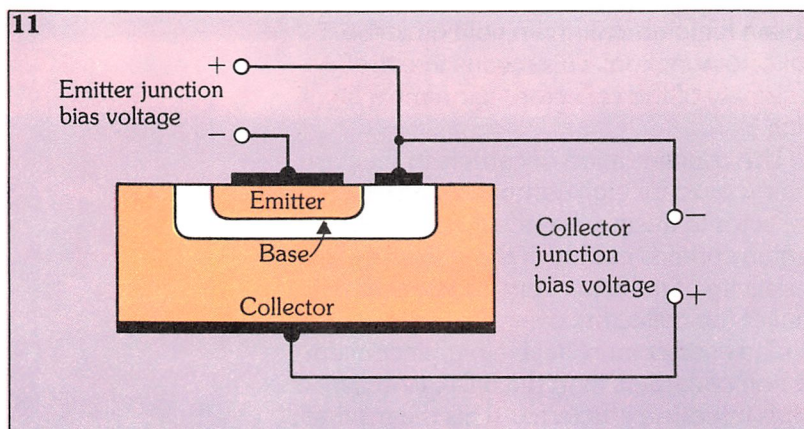 11
+
Emitter junction
bias voltage
-
Emitter
Base
Collector
-
Collector
junction
bias voltage
+